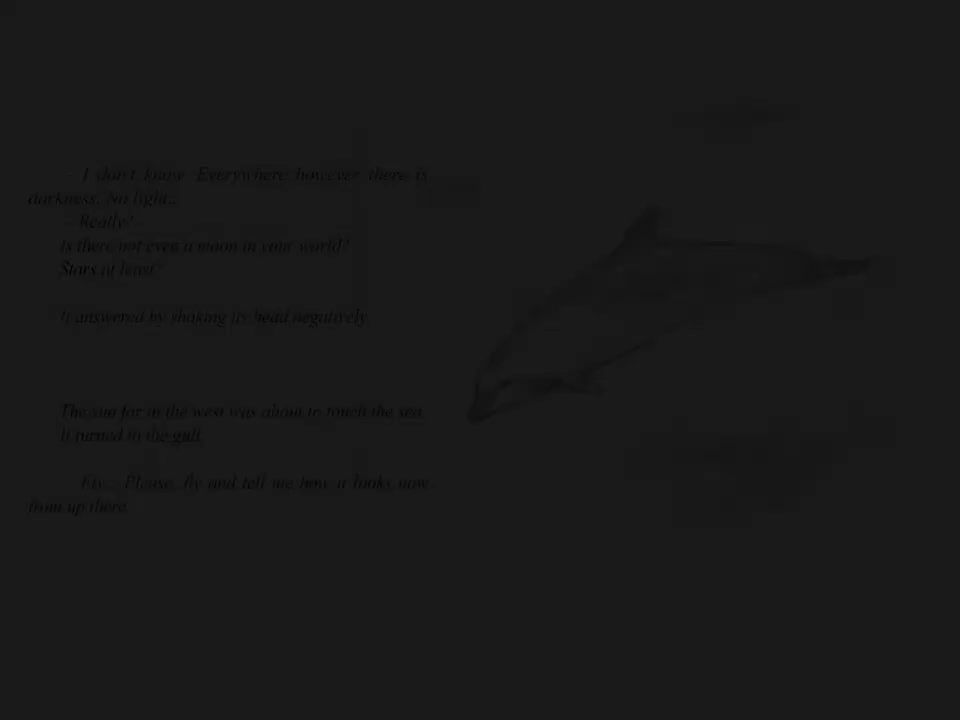 - I don't know. Everywhere however there is
darkness. No light...
- Really?
Is there not even a moon in your world?
Stars at least?
It answered by shaking its head negatively.
The sun far in the west was about to touch the sea.
It turned to the gull.
Fly... Please, fly and tell me how it looks now
from up there.